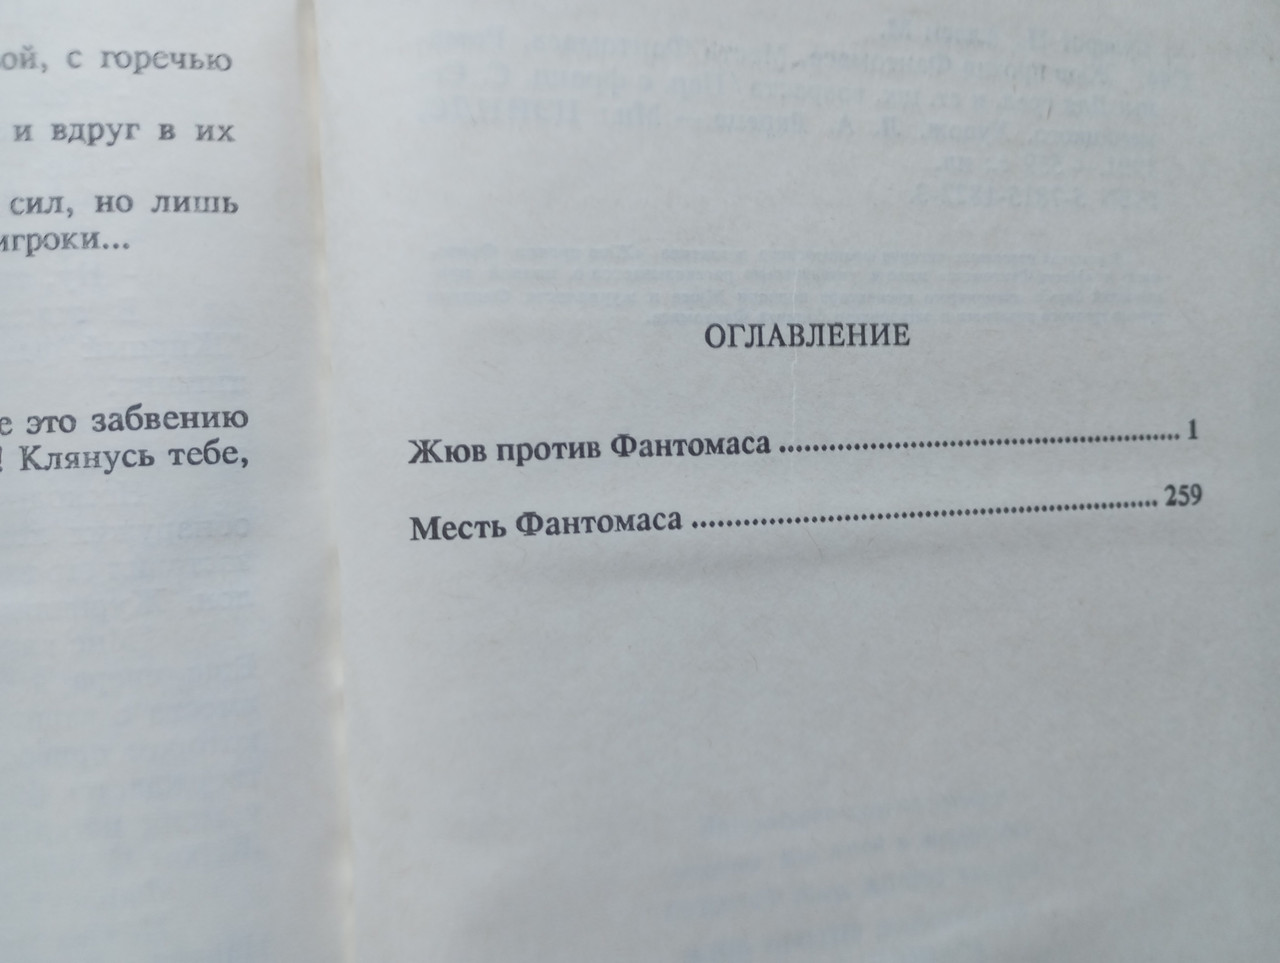 ой, с горечью
и вдруг в их
сил, но лишь
игроки...
е это забвению
! Клянусь тебе,
ОГЛАВЛЕНИЕ
Жюв против Фантомаса ........................................ 1
Месть Фантомаса ........................................ 259